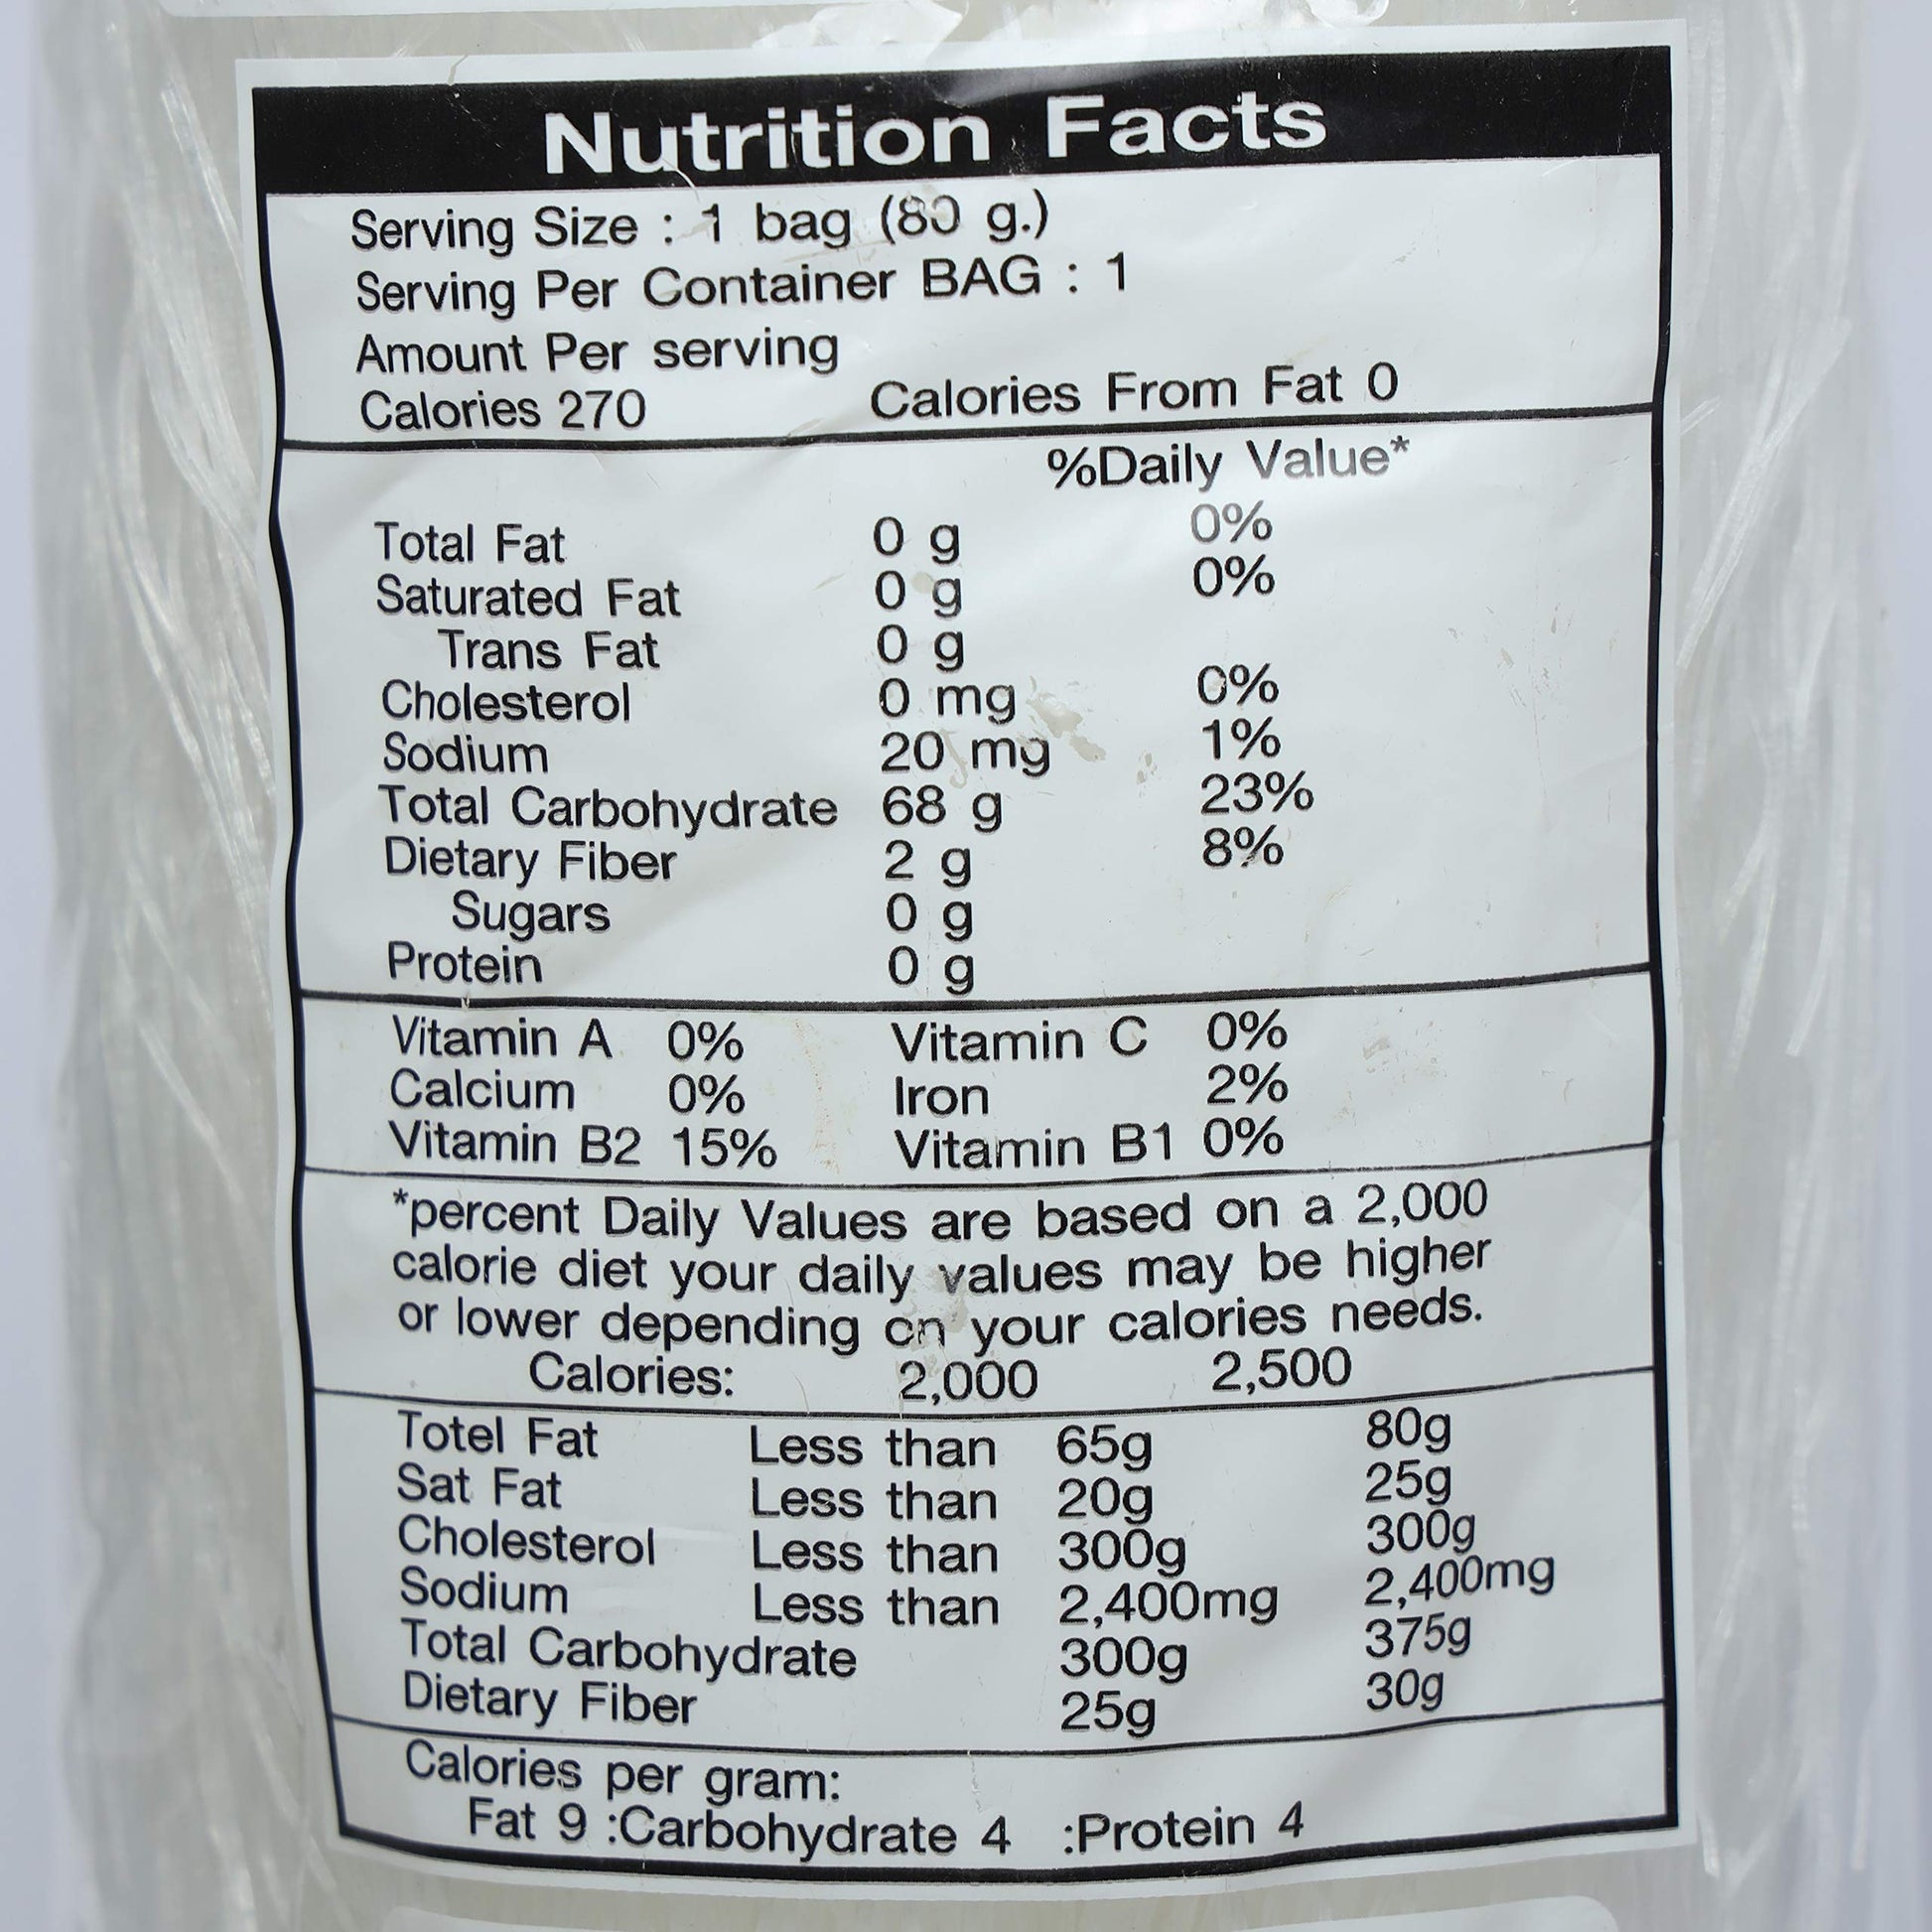 Nutrition Facts
Serving Size : 1 bag (80 g.)
Serving Per Container BAG : 1
Amount Per serving
Calories 270 Calories From Fat 0
%Daily Value*
Total Fat 0 g 0%
Saturated Fat 0 g 0%
Trans Fat 0 g
Cholesterol 0 mg 0%
Sodium 20 mg 1%
Total Carbohydrate 68 g 23%
Dietary Fiber 2 g 8%
Sugars 0 g
Protein 0 g
Vitamin A 0% Vitamin C 0%
Calcium 0% Iron 2%
Vitamin B2 15% Vitamin B1 0%
*percent Daily Values are based on a 2,000
calorie diet your daily values may be higher
or lower depending on your calories needs.
Calories: 2,000 2,500
Totel Fat Less than 65g 80g
Sat Fat Less than 20g 25g
Cholesterol Less than 300g 300g
Sodium Less than 2,400mg 2,400mg
Total Carbohydrate 300g 375g
Dietary Fiber 25g 30g
Calories per gram:
Fat 9 :Carbohydrate 4 :Protein 4